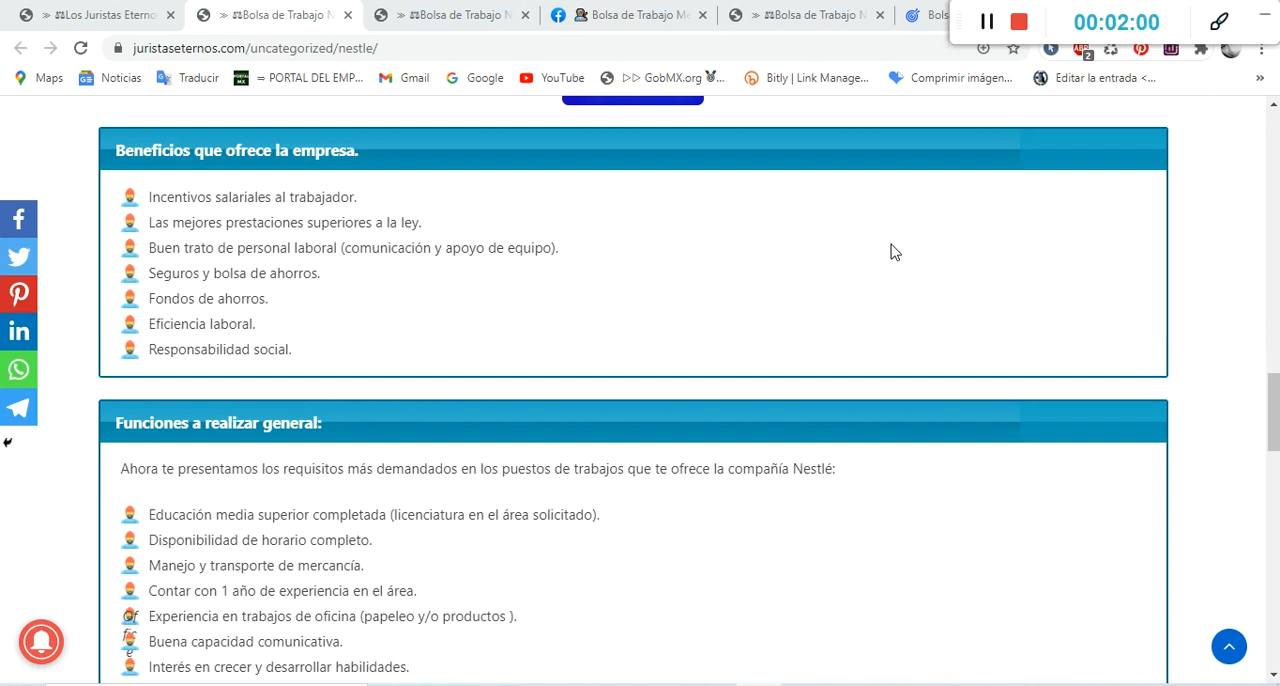 » ⚖Los Juristas Eterno
» ⚖Bolsa de Trabajo N
» ⚖Bolsa de Trabajo N
Bolsa de Trabajo Me
» ⚖Bolsa de Trabajo N
Bols
00:02:00
juristaseternos.com/uncategorized/nestle/
ABP
2
Maps
Noticias
Traducir
PORTAL MX
= PORTAL DEL EMP...
Gmail
Google
YouTube
▷▷ GobMX.org 🏅...
Bitly | Link Manage...
Comprimir imágen...
Editar la entrada <...
»
Beneficios que ofrece la empresa.
Incentivos salariales al trabajador.
Las mejores prestaciones superiores a la ley.
Buen trato de personal laboral (comunicación y apoyo de equipo).
Seguros y bolsa de ahorros.
Fondos de ahorros.
Eficiencia laboral.
Responsabilidad social.
Funciones a realizar general:
Ahora te presentamos los requisitos más demandados en los puestos de trabajos que te ofrece la compañía Nestlé:
Educación media superior completada (licenciatura en el área solicitado).
Disponibilidad de horario completo.
Manejo y transporte de mercancía.
Contar con 1 año de experiencia en el área.
Experiencia en trabajos de oficina (papeleo y/o productos ).
Buena capacidad comunicativa.
Interés en crecer y desarrollar habilidades.